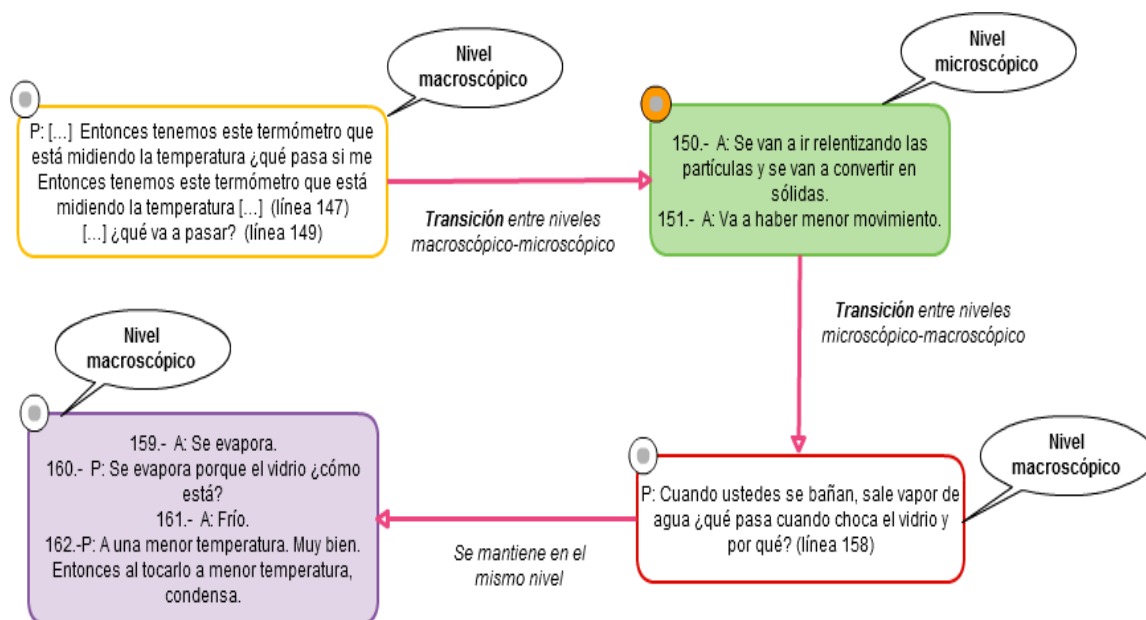 Nivel
macroscópico
P: [...] Entonces tenemos este termómetro que
está midiendo la temperatura ¿qué pasa si me
Entonces tenemos este termómetro que está
midiendo la temperatura [...] (línea 147)
[...] ¿qué va a pasar? (línea 149)
Transición entre niveles
macroscópico-microscópico
Nivel
microscópico
150.- A: Se van a ir relentizando las
partículas y se van a convertir en
sólidas.
151.- A: Va a haber menor movimiento.
Transición entre niveles
microscópico-macroscópico
Nivel
macroscópico
P: Cuando ustedes se bañan, sale vapor de
agua ¿qué pasa cuando choca el vidrio y
por qué? (línea 158)
Se mantiene en el
mismo nivel
Nivel
macroscópico
159.- A: Se evapora.
160.- P: Se evapora porque el vidrio ¿cómo
está?
161.- A: Frío.
162.-P: A una menor temperatura. Muy bien.
Entonces al tocarlo a menor temperatura,
condensa.